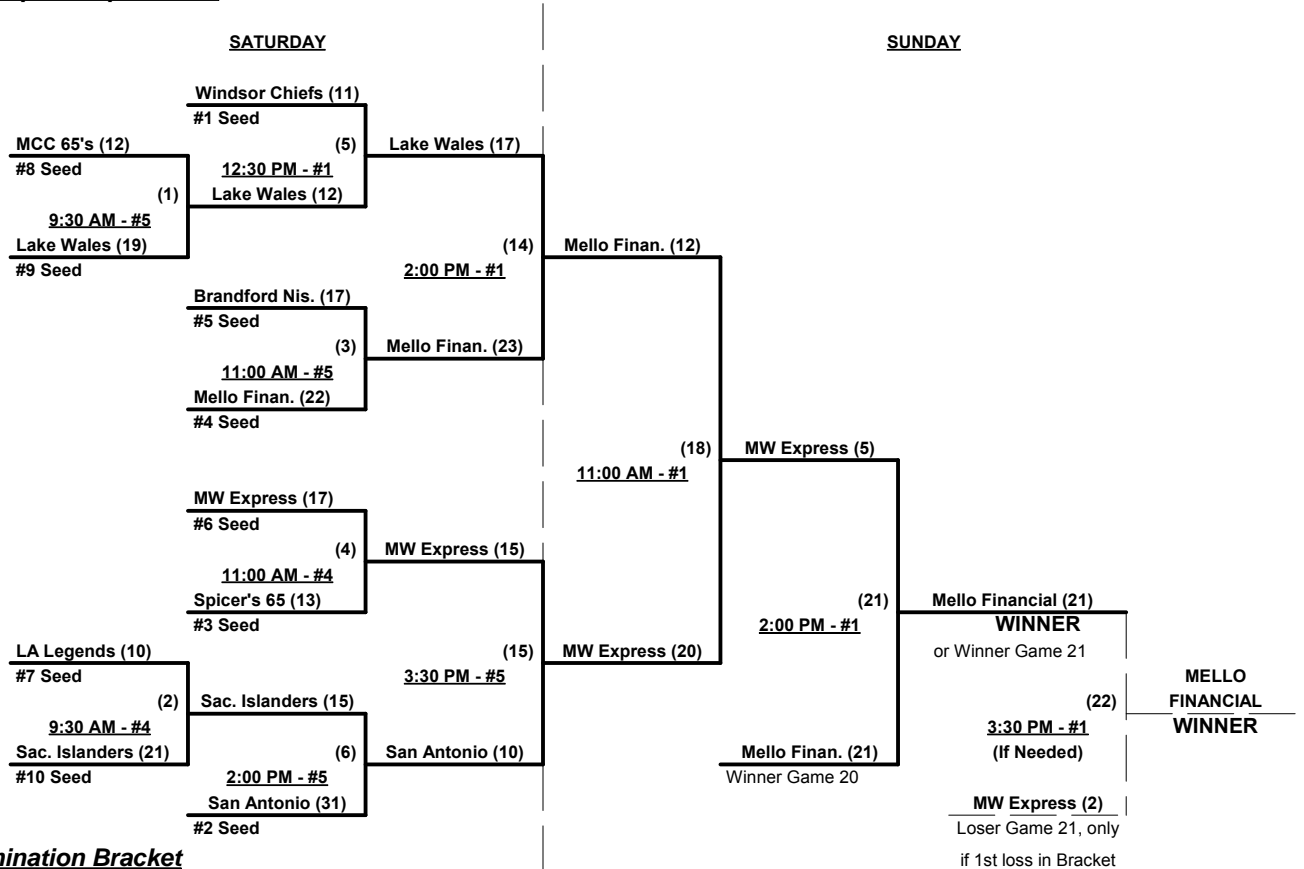 SATURDAY
SUNDAY
Windsor Chiefs (11)
#1 Seed
MCC 65's (12)
(5)
Lake Wales (17)
#8 Seed
12:30 PM - #1
(1)
Lake Wales (12)
9:30 AM - #5
Lake Wales (19)
(14)
Mello Finan. (12)
#9 Seed
2:00 PM - #1
Brandford Nis. (17)
#5 Seed
(3)
Mello Finan. (23)
11:00 AM - #5
Mello Finan. (22)
#4 Seed
(18)
MW Express (5)
11:00 AM - #1
MW Express (17)
#6 Seed
(4)
MW Express (15)
11:00 AM - #4
Spicer's 65 (13)
(21)
Mello Financial (21)
#3 Seed
2:00 PM - #1
WINNER
LA Legends (10)
(15)
MW Express (20)
or Winner Game 21
#7 Seed
3:30 PM - #5
MELLO
(2)
Sac. Islanders (15)
(22)
FINANCIAL
9:30 AM - #4
3:30 PM - #1
WINNER
Sac. Islanders (21)
(6)
San Antonio (10)
Mello Finan. (21)
(If Needed)
#10 Seed
2:00 PM - #5
Winner Game 20
San Antonio (31)
MW Express (2)
#2 Seed
Loser Game 21, only
mination Bracket
if 1st loss in Bracket